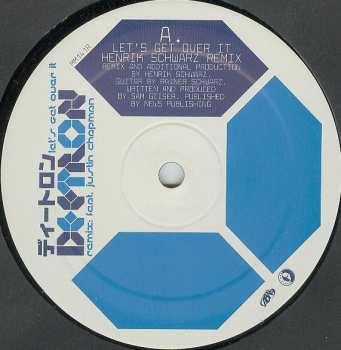 A.
LET'S GET OVER IT
HENRIK SCHWARZ REMIX
REMIX AND ADDITIONAL PRODUCTION
BY HENRIK SCHWARZ.
GUITAR BY RAINER SCHWARZ.
WRITTEN AND PRODUCED
BY SAM GEISER. PUBLISHED
BY NEWS PUBLISHING
ディートロン
let's get over it
DEETRON
remix: feat. justin chapman